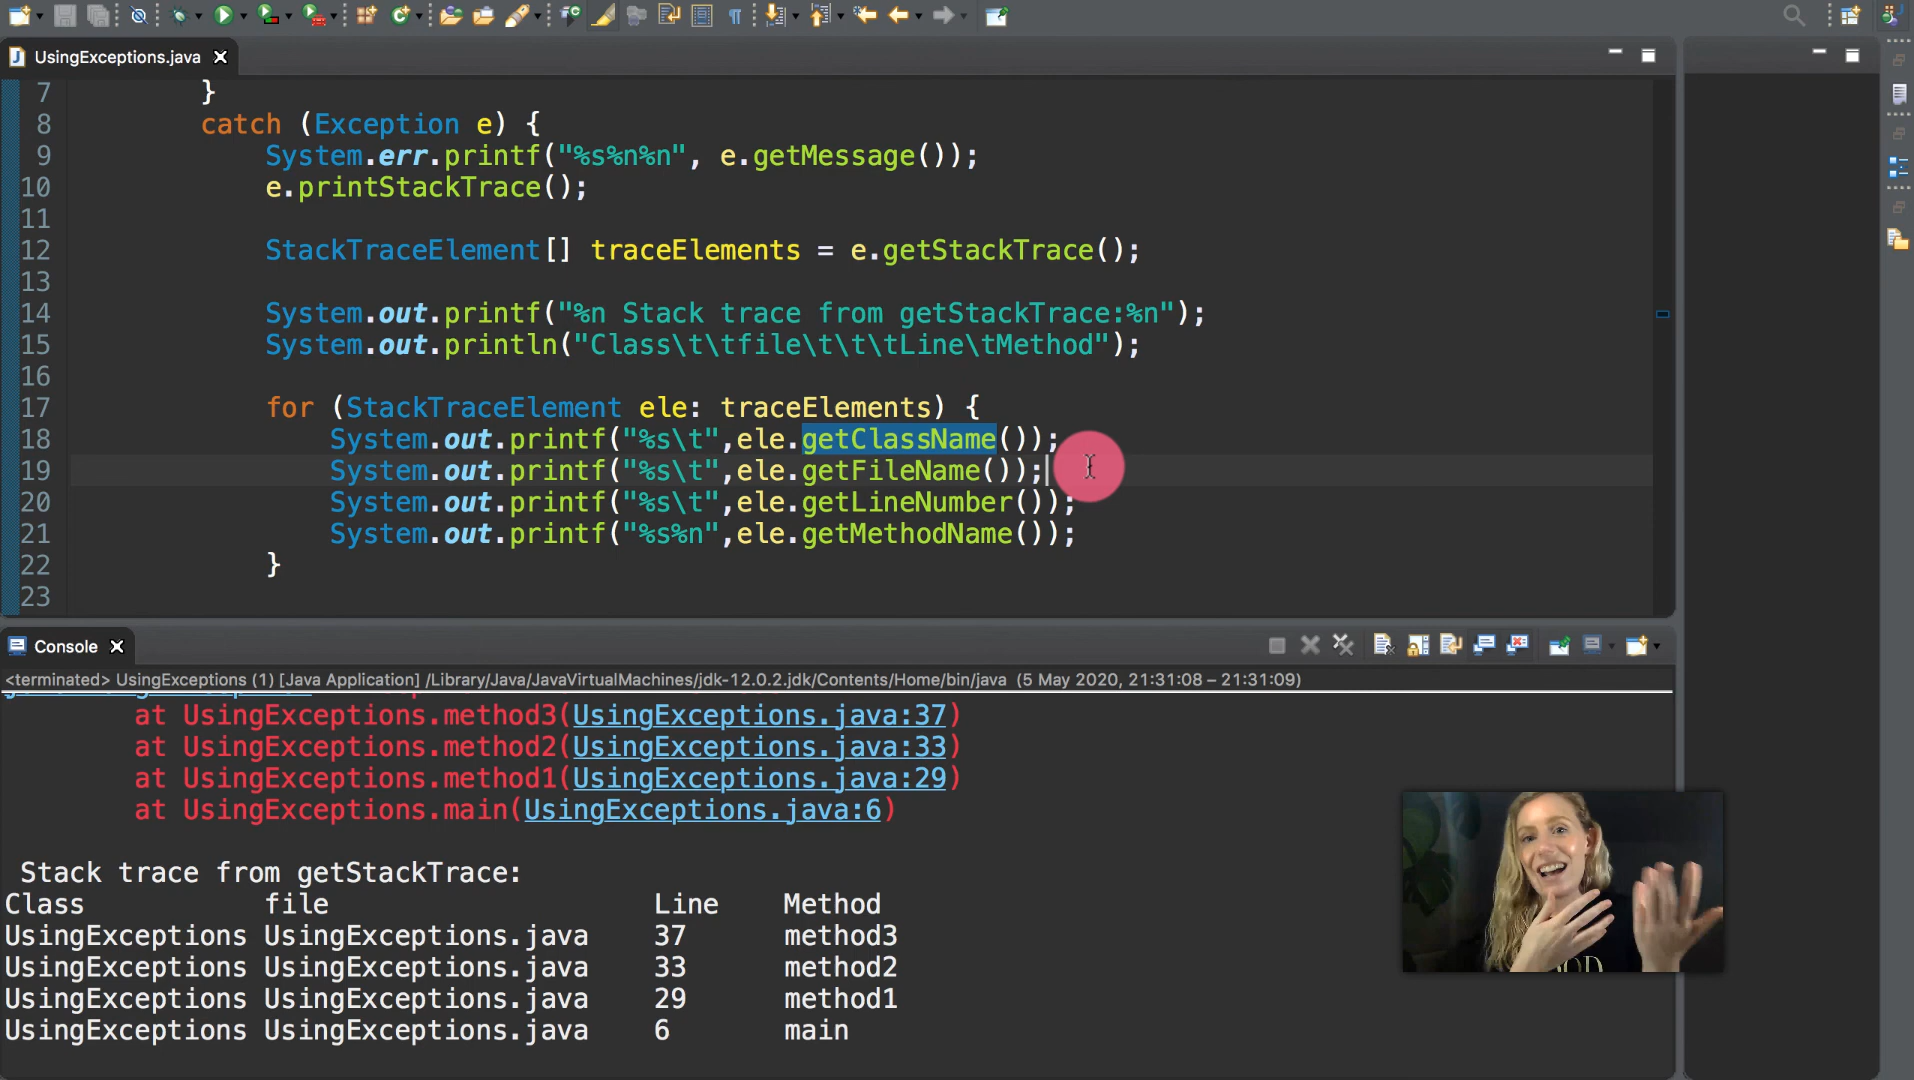 UsingExceptions.java
7 }
8 catch (Exception e) {
9 System.err.printf("%s%n%n", e.getMessage());
10 e.printStackTrace();
11
12 StackTraceElement[] traceElements = e.getStackTrace();
13
14 System.out.printf("%n Stack trace from getStackTrace:%n");
15 System.out.println("Class\t\tfile\t\t\tLine\tMethod");
16
17 for (StackTraceElement ele: traceElements) {
18 System.out.printf("%s\t",ele.getClassName());
19 System.out.printf("%s\t",ele.getFileName());
20 System.out.printf("%s\t",ele.getLineNumber());
21 System.out.printf("%s%n",ele.getMethodName());
22 }
23
Console
<terminated> UsingExceptions (1) [Java Application] /Library/Java/JavaVirtualMachines/jdk-12.0.2.jdk/Contents/Home/bin/java (5 May 2020, 21:31:08 – 21:31:09)
at UsingExceptions.method3(UsingExceptions.java:37)
at UsingExceptions.method2(UsingExceptions.java:33)
at UsingExceptions.method1(UsingExceptions.java:29)
at UsingExceptions.main(UsingExceptions.java:6)
Stack trace from getStackTrace:
Class file Line Method
UsingExceptions UsingExceptions.java 37 method3
UsingExceptions UsingExceptions.java 33 method2
UsingExceptions UsingExceptions.java 29 method1
UsingExceptions UsingExceptions.java 6 main